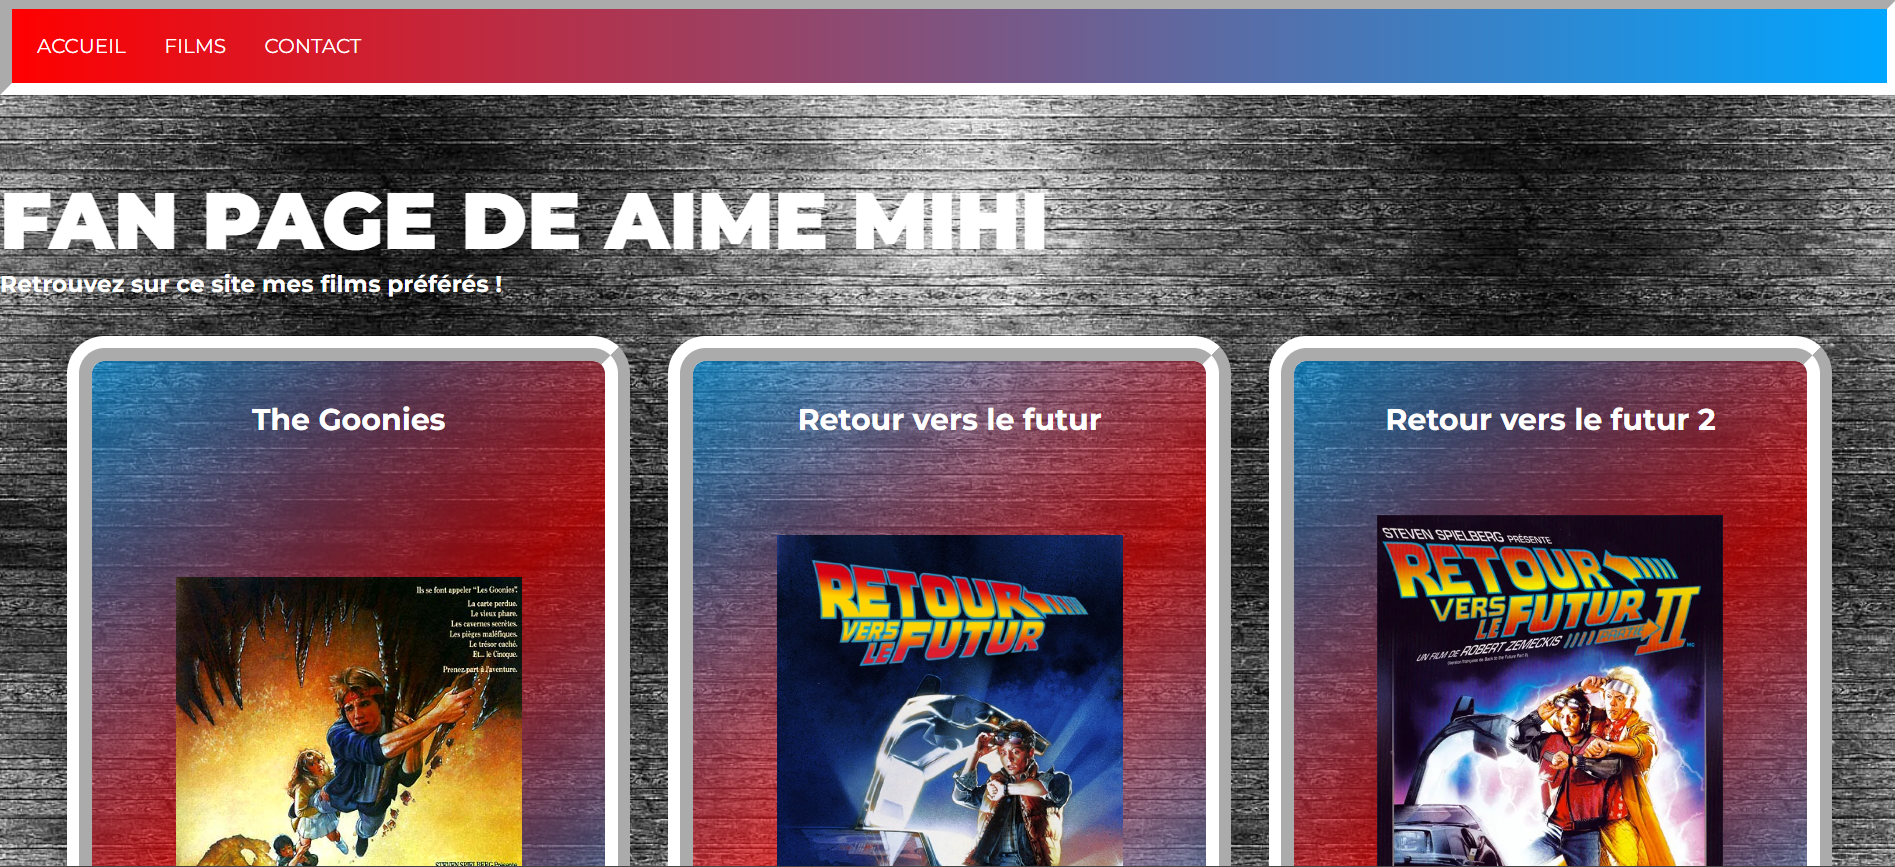 ACCUEIL FILMS CONTACT
FAN PAGE DE AIME MIHI
Retrouvez sur ce site mes films préférés !
The Goonies
Ils se font appeler "Les Goonies".
La carte perdue.
Le vieux phare.
Les cavernes secrètes.
Les pièges maléfiques.
Le trésor caché.
Et... le Cinoque.
Prenez part à l'aventure.
STEVEN SPIELBERG Présente
Retour vers le futur
RETOUR
VERS
LE FUTUR
Retour vers le futur 2
STEVEN SPIELBERG PRÉSENTE
RETOUR
VERS
LE FUTUR II
PARTIE
UN FILM DE ROBERT ZEMECKIS